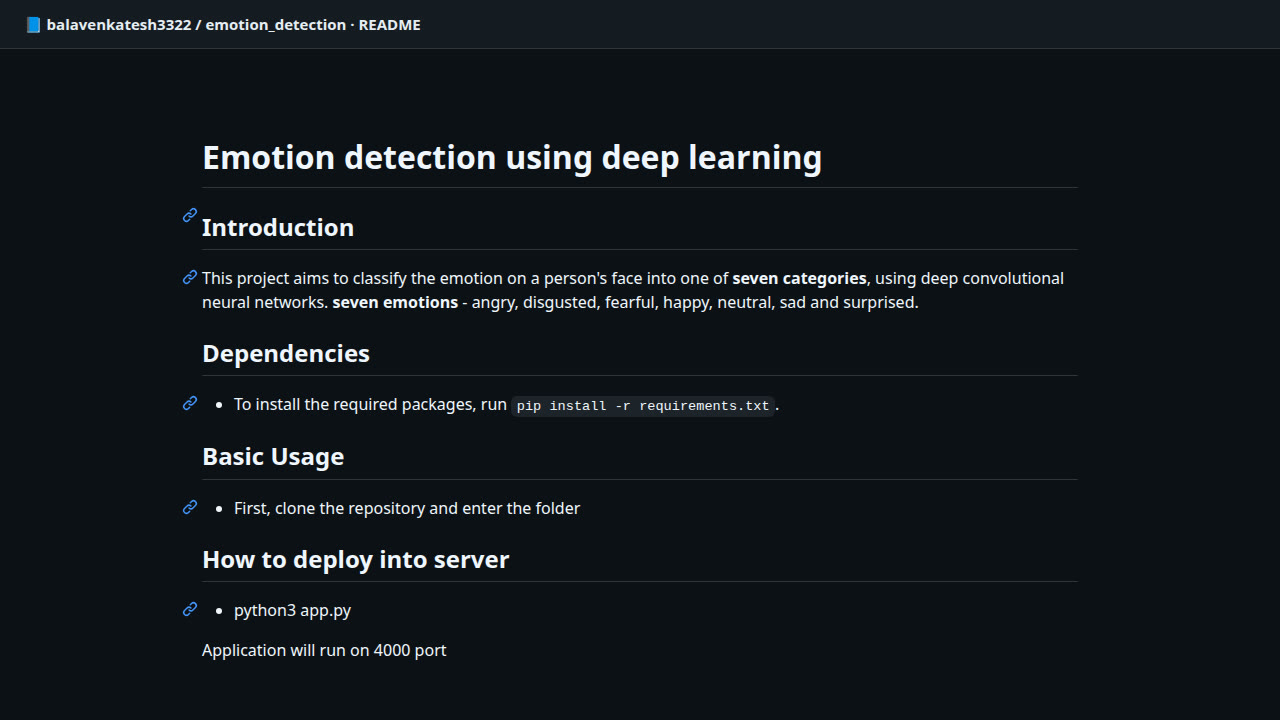 balavenkatesh3322 / emotion_detection · README
Emotion detection using deep learning
Introduction
This project aims to classify the emotion on a person's face into one of seven categories, using deep convolutional
neural networks. seven emotions - angry, disgusted, fearful, happy, neutral, sad and surprised.
Dependencies
To install the required packages, run pip install -r requirements.txt.
Basic Usage
First, clone the repository and enter the folder
How to deploy into server
python3 app.py
Application will run on 4000 port